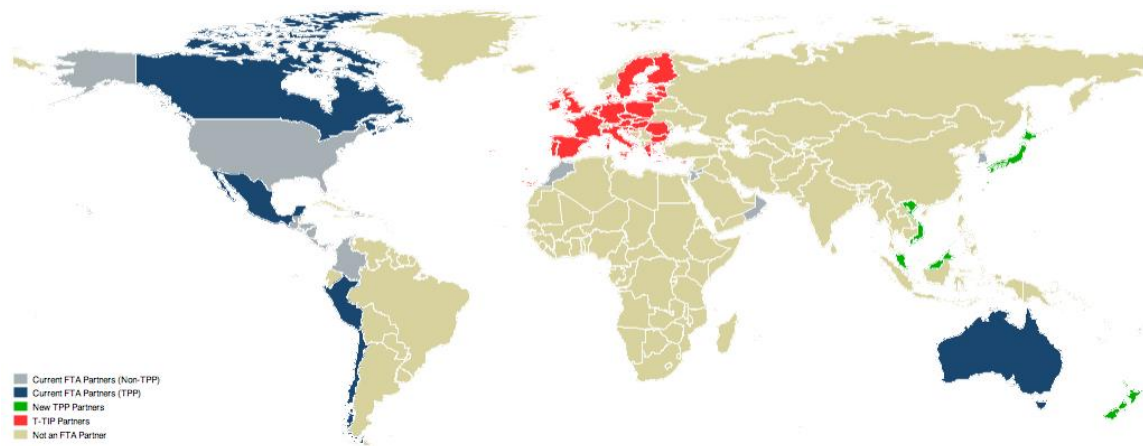 Current FTA Partners (Non-TPP)
Current FTA Partners (TPP)
New TPP Partners
T-TIP Partners
Not an FTA Partner